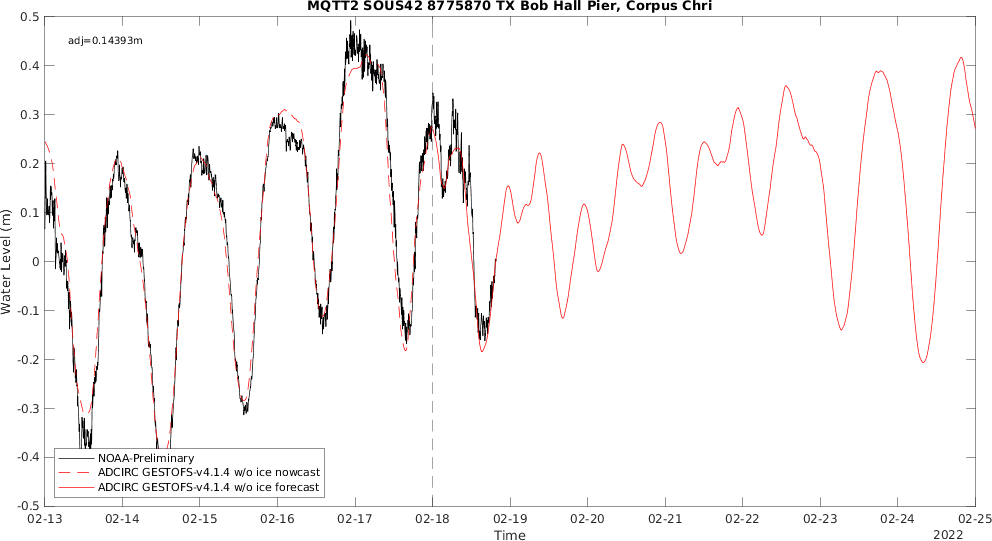 MQTT2 SOUS42 8775870 TX Bob Hall Pier, Corpus Chri
adj=0.14393m
0.5
0.4
0.3
0.2
0.1
0
-0.1
-0.2
-0.3
-0.4
-0.5
Water Level (m)
NOAA-Preliminary
ADCIRC GESTOFS-v4.1.4 w/o ice nowcast
ADCIRC GESTOFS-v4.1.4 w/o ice forecast
02-13 02-14 02-15 02-16 02-17 02-18 02-19 02-20 02-21 02-22 02-23 02-24 02-25
Time
2022